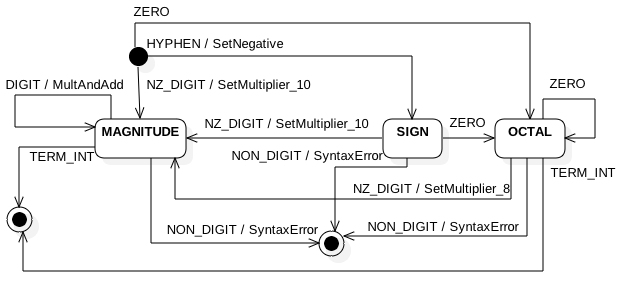 ZERO
HYPHEN / SetNegative
DIGIT / MultAndAdd
NZ_DIGIT / SetMultiplier_10
ZERO
MAGNITUDE
NZ_DIGIT / SetMultiplier_10
SIGN
ZERO
OCTAL
TERM_INT
NON_DIGIT / SyntaxError
TERM_INT
NZ_DIGIT / SetMultiplier_8
NON_DIGIT / SyntaxError
NON_DIGIT / SyntaxError